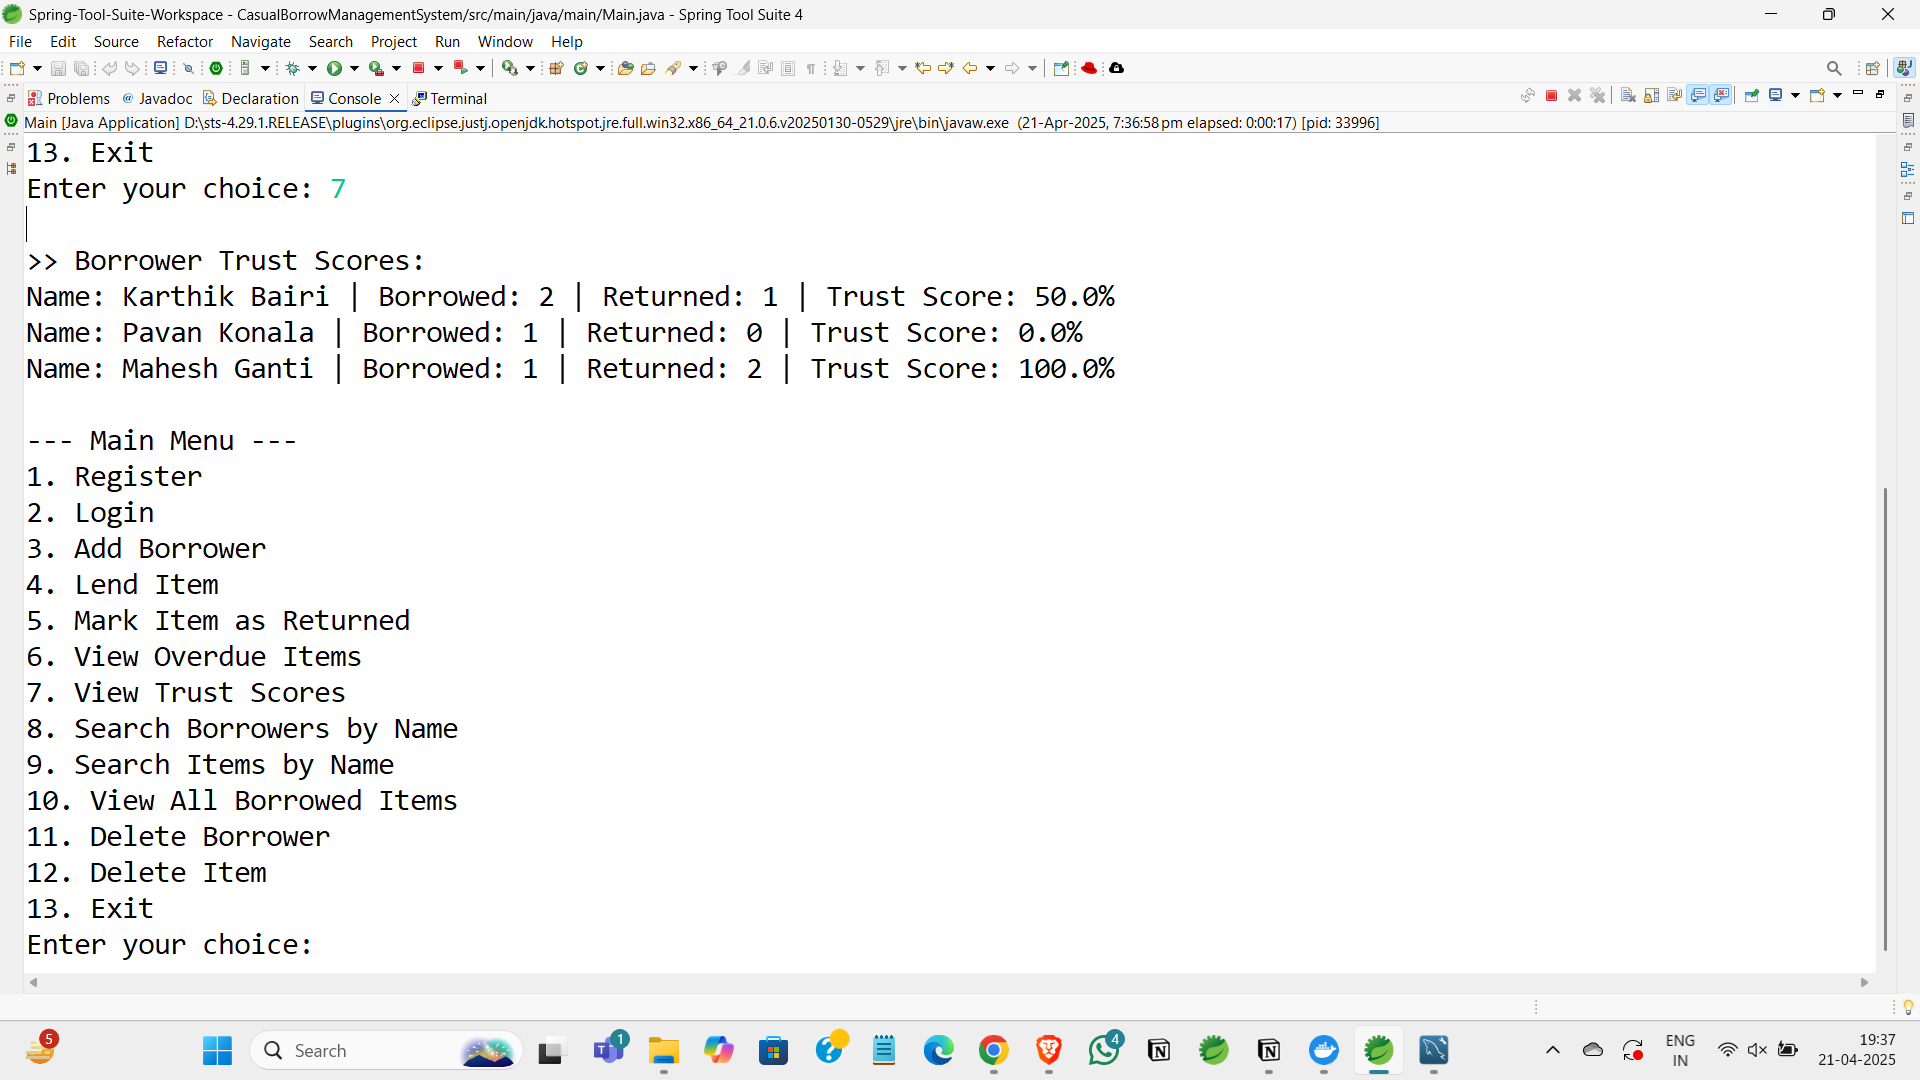 Spring-Tool-Suite-Workspace - CasualBorrowManagementSystem/src/main/java/main/Main.java - Spring Tool Suite 4
File Edit Source Refactor Navigate Search Project Run Window Help
Problems @ Javadoc Declaration Console Terminal
Main [Java Application] D:\sts-4.29.1.RELEASE\plugins\org.eclipse.justj.openjdk.hotspot.jre.full.win32.x86_64_21.0.6.v20250130-0529\jre\bin\javaw.exe (21-Apr-2025, 7:36:58 pm elapsed: 0:00:17) [pid: 33996]
13. Exit
Enter your choice: 7
>> Borrower Trust Scores:
Name: Karthik Bairi | Borrowed: 2 | Returned: 1 | Trust Score: 50.0%
Name: Pavan Konala | Borrowed: 1 | Returned: 0 | Trust Score: 0.0%
Name: Mahesh Ganti | Borrowed: 1 | Returned: 2 | Trust Score: 100.0%
--- Main Menu ---
1. Register
2. Login
3. Add Borrower
4. Lend Item
5. Mark Item as Returned
6. View Overdue Items
7. View Trust Scores
8. Search Borrowers by Name
9. Search Items by Name
10. View All Borrowed Items
11. Delete Borrower
12. Delete Item
13. Exit
Enter your choice:
5
Search
1
4
ENG
IN
19:37
21-04-2025